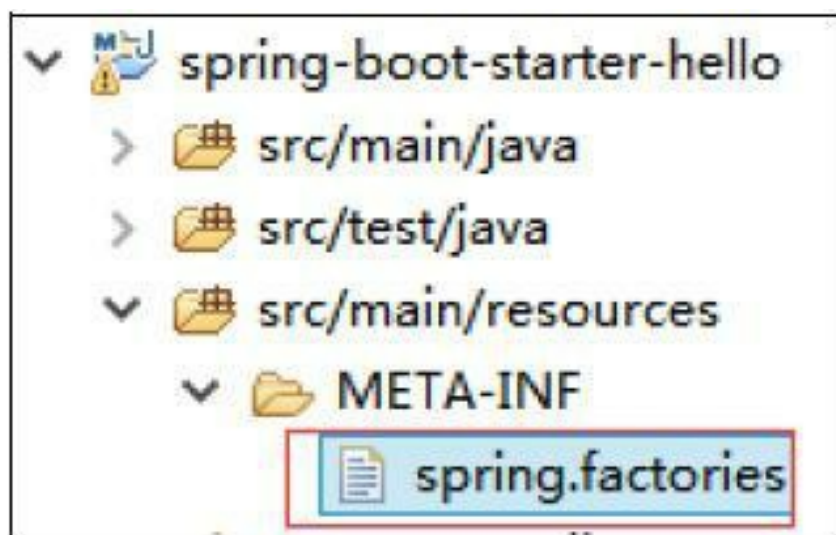 spring-boot-starter-hello
src/main/java
src/test/java
src/main/resources
META-INF
spring.factories